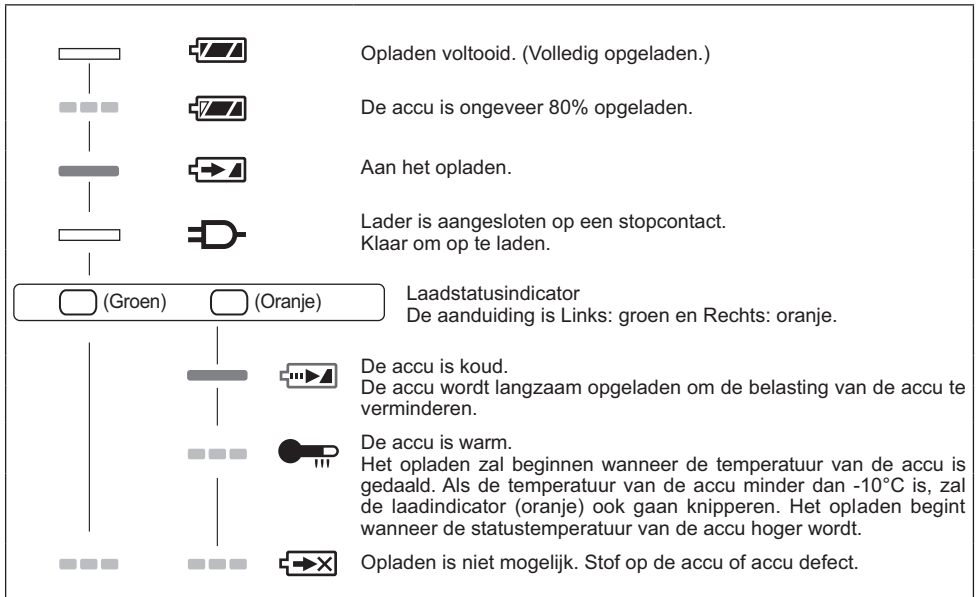 Opladen voltooid. (Volledig opgeladen.)
De accu is ongeveer 80% opgeladen.
Aan het opladen.
Lader is aangesloten op een stopcontact.
Klaar om op te laden.
(Groen) (Oranje)
Laadstatusindicator
De aanduiding is Links: groen en Rechts: oranje.
De accu is koud.
De accu wordt langzaam opgeladen om de belasting van de accu te
verminderen.
De accu is warm.
Het opladen zal beginnen wanneer de temperatuur van de accu is
gedaald. Als de temperatuur van de accu minder dan -10°C is, zal
de laadindicator (oranje) ook gaan knipperen. Het opladen begint
wanneer de statustemperatuur van de accu hoger wordt.
Opladen is niet mogelijk. Stof op de accu of accu defect.